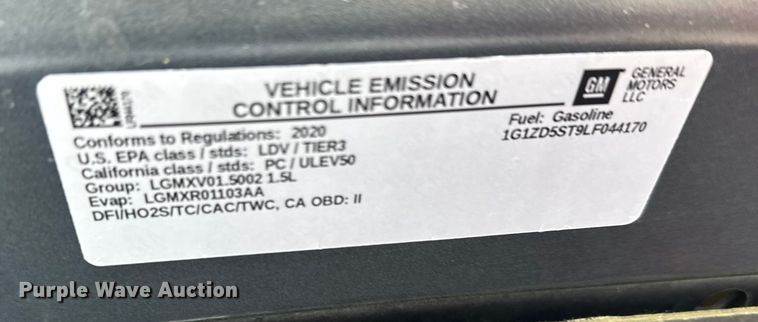 VEHICLE EMISSION
CONTROL INFORMATION
GM
GENERAL
MOTORS
LLC
Conforms to Regulations: 2020
Fuel: Gasoline
U.S. EPA class / stds: LDV / TIER3
1G1ZD5ST9LF044170
California class / stds: PC / ULEV50
Group: LGMXV01.5002 1.5L
Evap: LGMXR01103AA
DFI/HO2S/TC/CAC/TWC, CA OBD: II
Purple Wave Auction